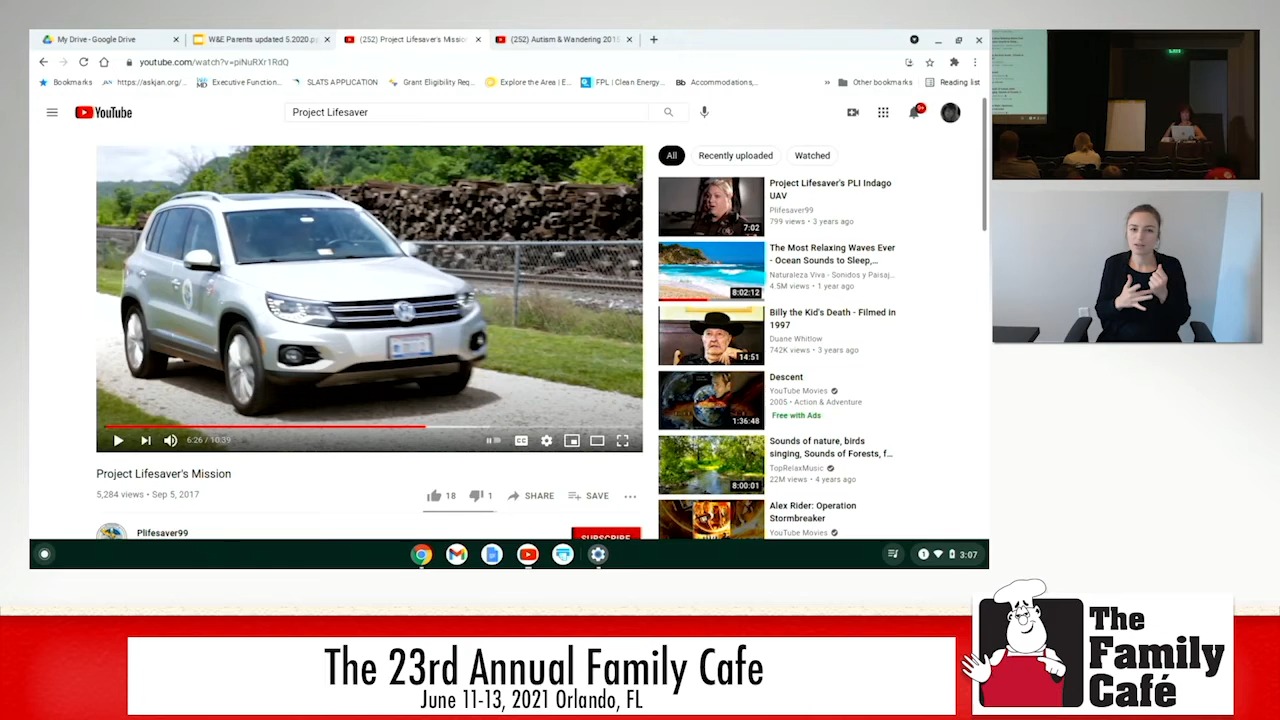 My Drive - Google Drive
W&E Parents updated 5.2020.p
(252) Project Lifesaver's Missio
(252) Autism & Wandering 201
youtube.com/watch?v=piNuRXr1RdQ
Bookmarks
https://askjan.org/...
Executive Function...
SLATS APPLICATION
Grant Eligibility Req...
Explore the Area | E...
FPL | Clean Energy...
Bb Accommodations,...
Other bookmarks
Reading list
YouTube
Project Lifesaver
9+
All
Recently uploaded
Watched
Project Lifesaver's PLI Indago
UAV
Plifesaver99
799 views • 3 years ago
7:02
The Most Relaxing Waves Ever
- Ocean Sounds to Sleep,...
Naturaleza Viva - Sonidos y Paisaj...
4.5M views • 1 year ago
8:02:12
Billy the Kid's Death - Filmed in
1997
Duane Whitlow
742K views • 3 years ago
14:51
Descent
YouTube Movies
2005 • Action & Adventure
Free with Ads
1:36:48
Sounds of nature, birds
singing, Sounds of Forests, f...
TopRelaxMusic
22M views • 4 years ago
8:00:01
Alex Rider: Operation
Stormbreaker
YouTube Movies
6:26 / 10:39
CC
Project Lifesaver's Mission
5,284 views • Sep 5, 2017
18
1
SHARE
SAVE
Plifesaver99
SUBSCRIBE
1
3:07
The 23rd Annual Family Cafe
June 11-13, 2021 Orlando, FL
The
Family
Café